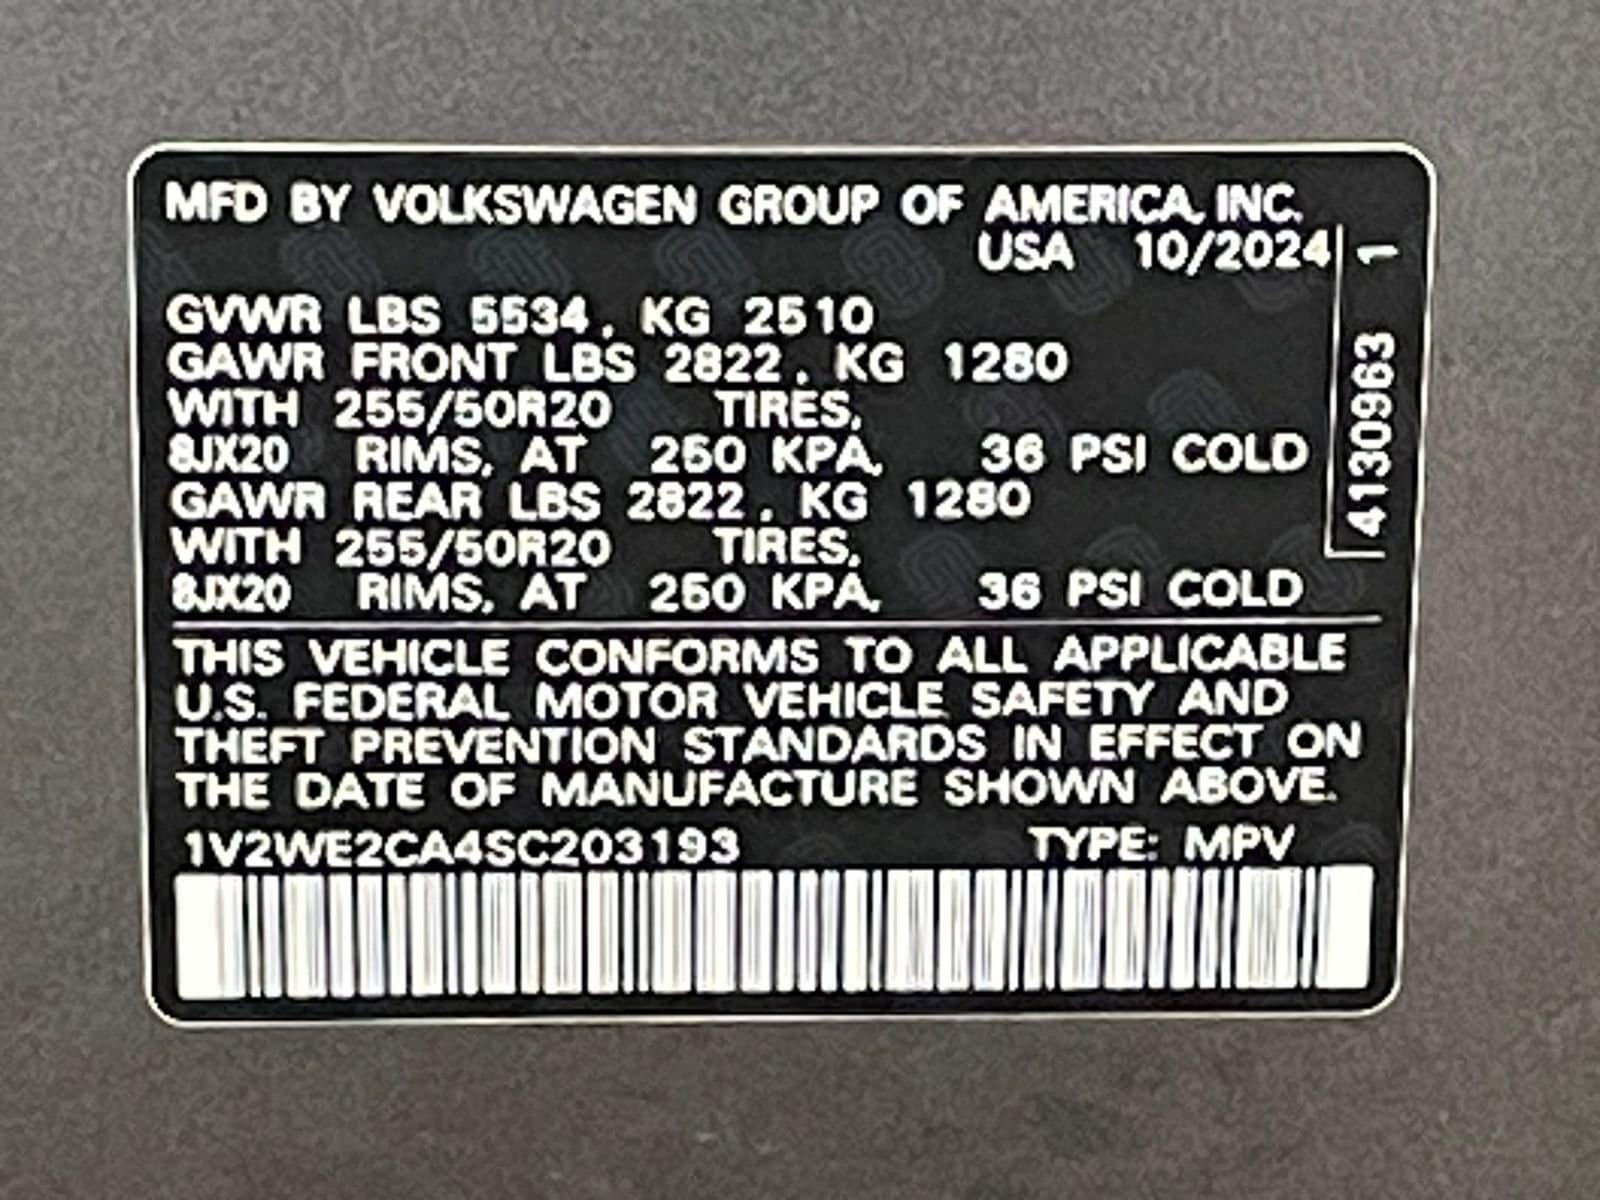 MFD BY VOLKSWAGEN GROUP OF AMERICA, INC.
USA 10/2024
GVWR LBS 5534, KG 2510
GAWR FRONT LBS 2822, KG 1280
WITH 255/50R20 TIRES,
8JX20 RIMS, AT 250 KPA, 36 PSI COLD
GAWR REAR LBS 2822, KG 1280
WITH 255/50R20 TIRES,
8JX20 RIMS, AT 250 KPA, 36 PSI COLD
4130963 1
THIS VEHICLE CONFORMS TO ALL APPLICABLE
U.S. FEDERAL MOTOR VEHICLE SAFETY AND
THEFT PREVENTION STANDARDS IN EFFECT ON
THE DATE OF MANUFACTURE SHOWN ABOVE.
1V2WE2CA4SC203193 TYPE: MPV